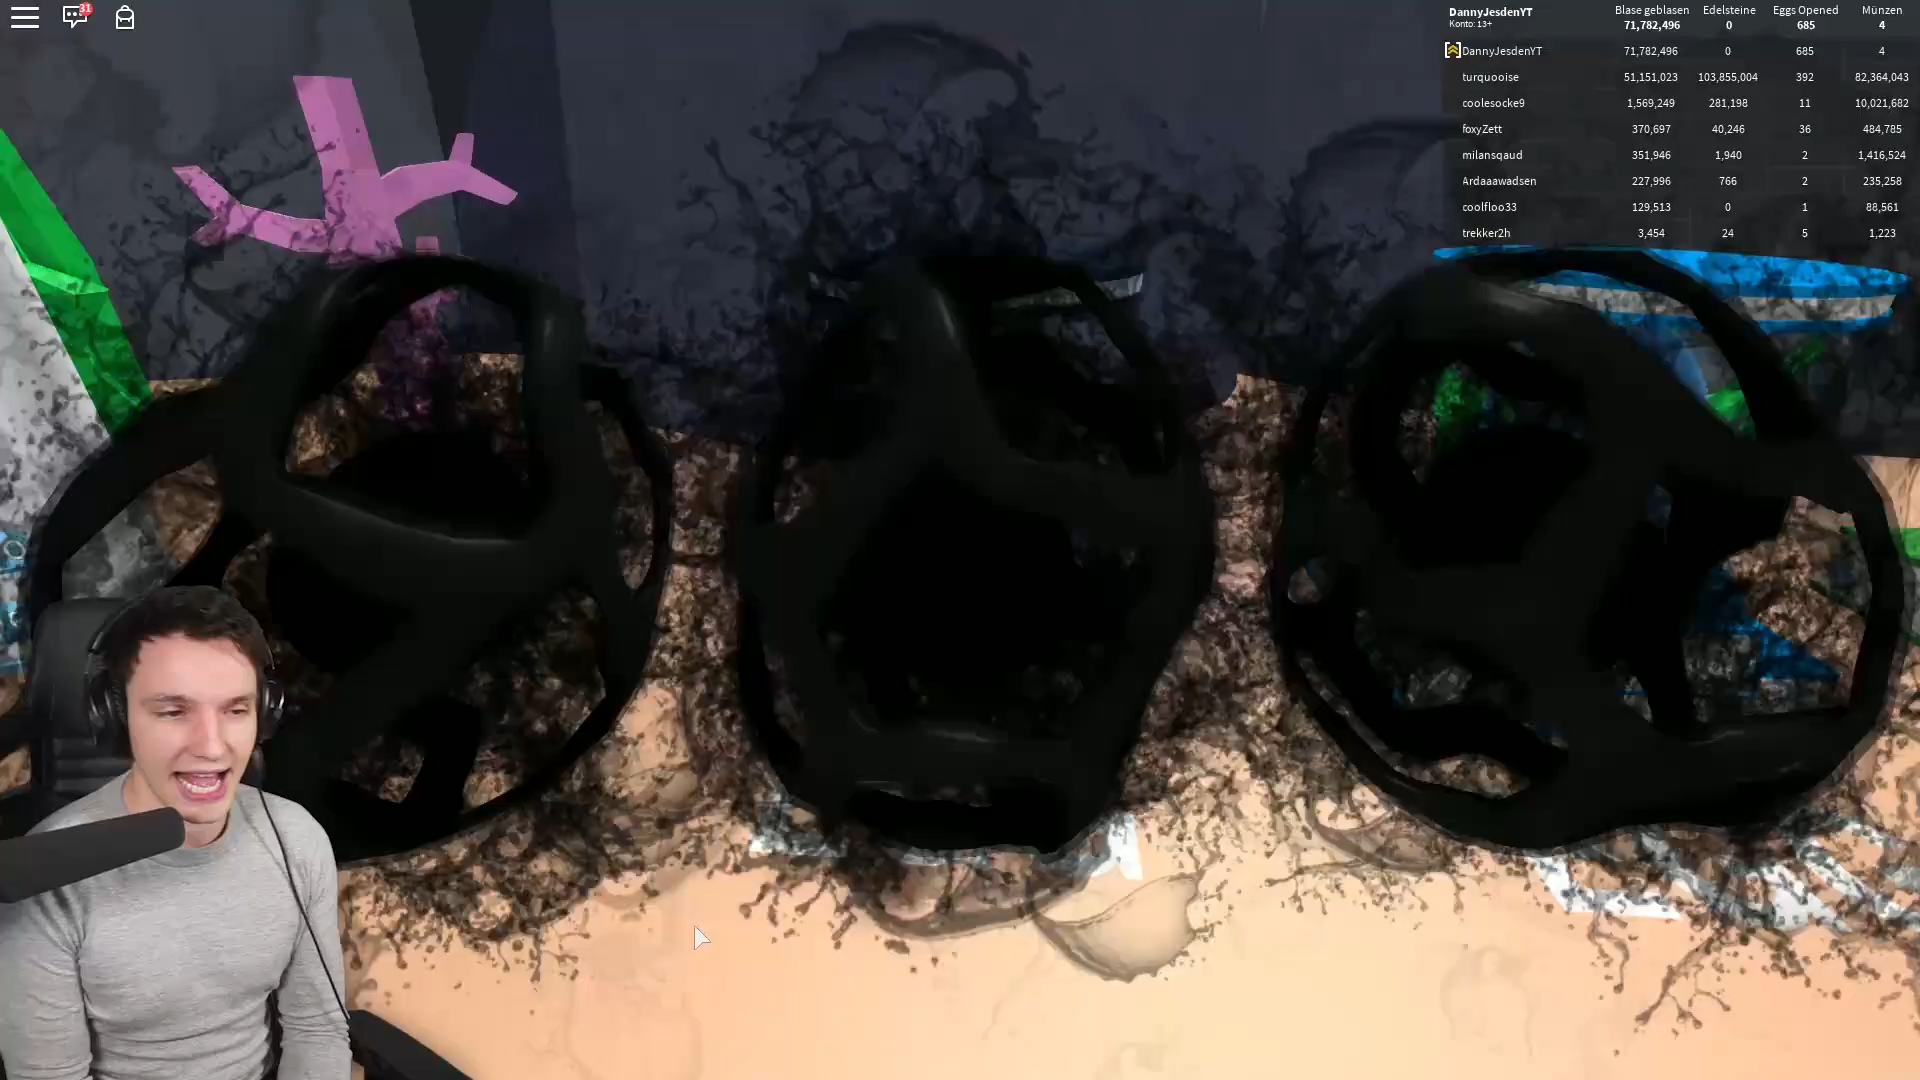 31
DannyJesdenYT Blase geblasen Edelsteine Eggs Opened Münzen
Konto: 13+ 71,782,496 0 685 4
DannyJesdenYT 71,782,496 0 685 4
turquooise 51,151,023 103,855,004 392 82,364,043
coolesocke9 1,569,249 281,198 11 10,021,682
foxyZett 370,697 40,246 36 484,785
milansqaud 351,946 1,940 2 1,416,524
Ardaaawadsen 227,996 766 2 235,258
coolfloo33 129,513 0 1 88,561
trekker2h 3,454 24 5 1,223